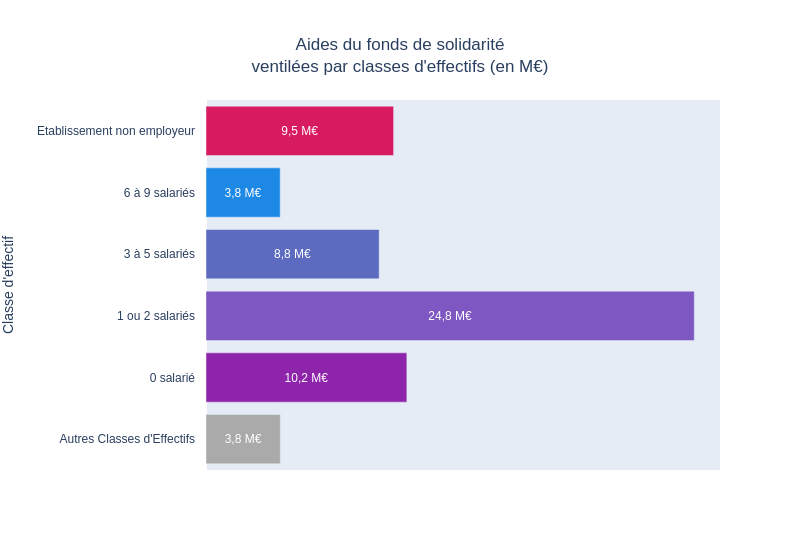 Aides du fonds de solidarité
ventilées par classes d'effectifs (en M€)
Classe d'effectif
Etablissement non employeur
9,5 M€
6 à 9 salariés
3,8 M€
3 à 5 salariés
8,8 M€
1 ou 2 salariés
24,8 M€
0 salarié
10,2 M€
Autres Classes d'Effectifs
3,8 M€